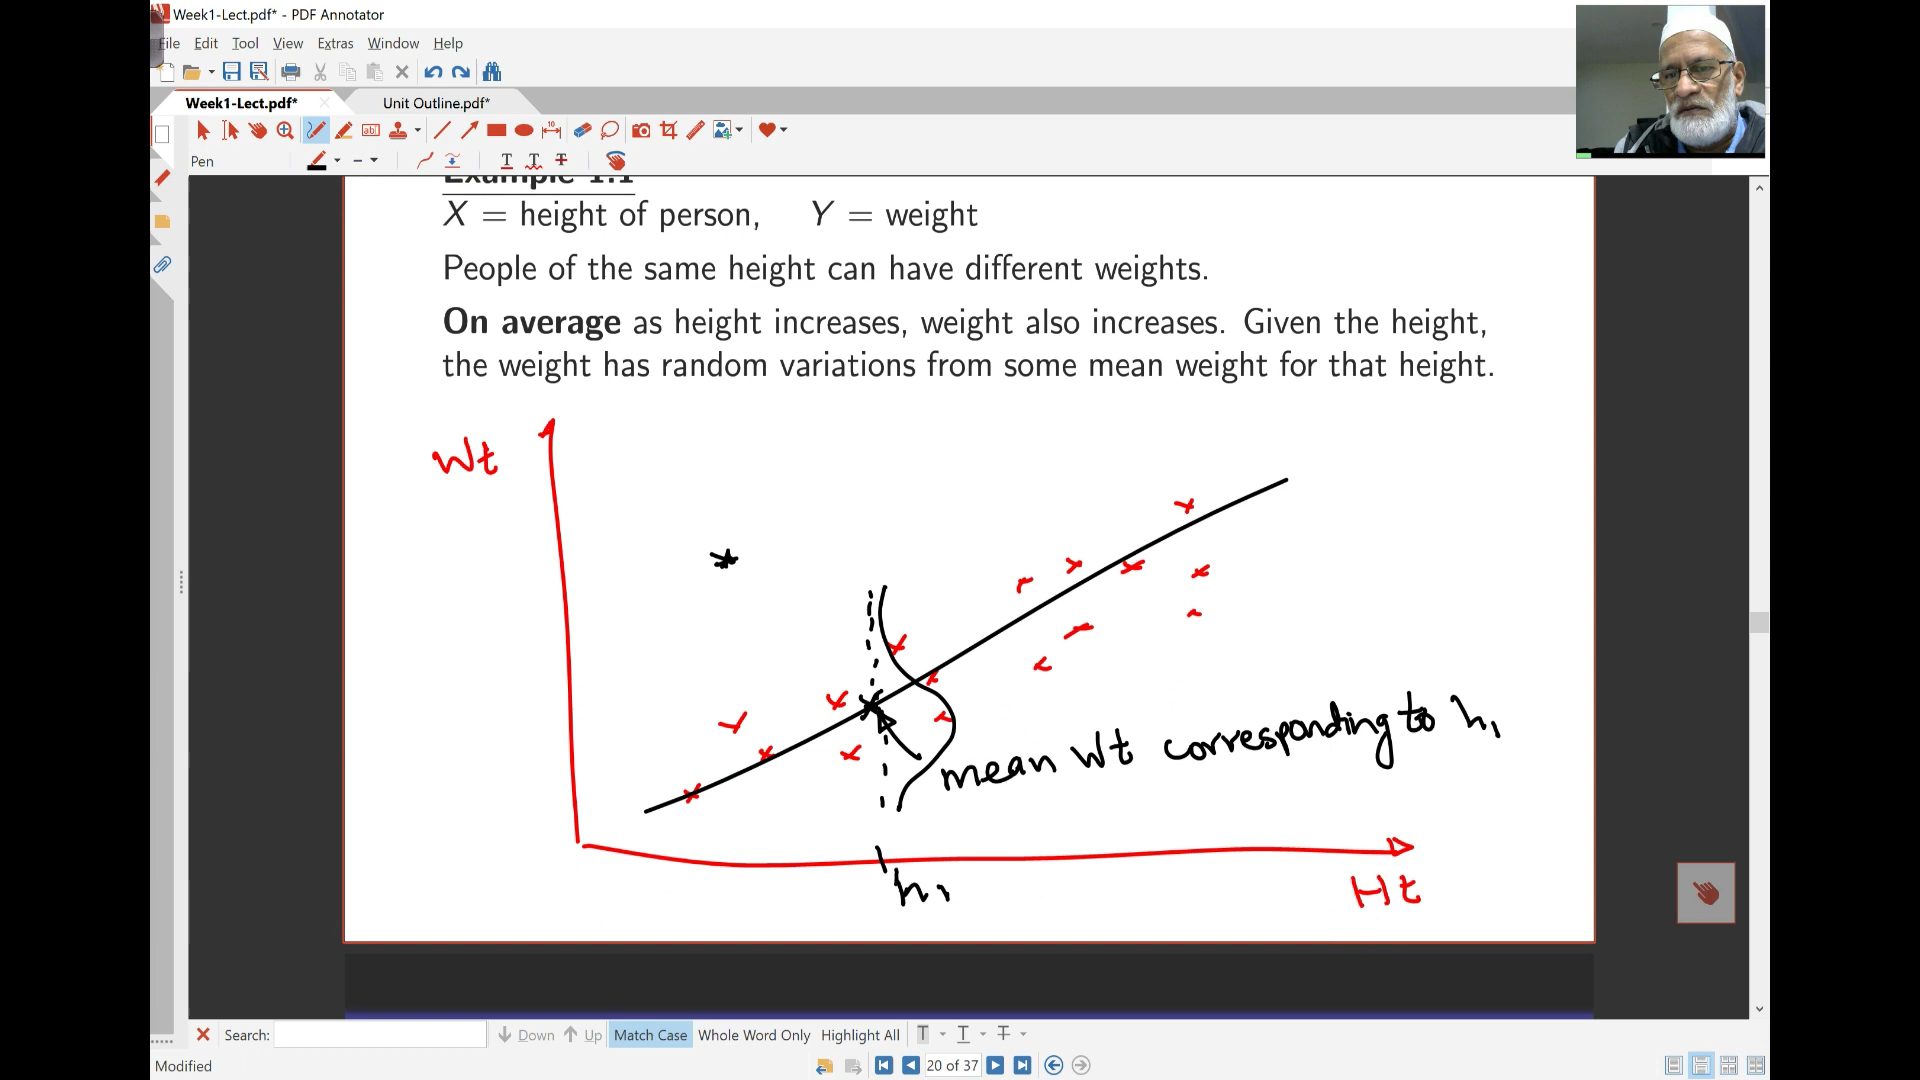 Week1-Lect.pdf* - PDF Annotator
File Edit Tool View Extras Window Help
Week1-Lect.pdf* Unit Outline.pdf*
Pen
Example 1.1
X = height of person, Y = weight
People of the same height can have different weights.
On average as height increases, weight also increases. Given the height,
the weight has random variations from some mean weight for that height.
Wt
mean Wt corresponding to h₁
h₁
Ht
Search: Down Up Match Case Whole Word Only Highlight All
Modified 20 of 37